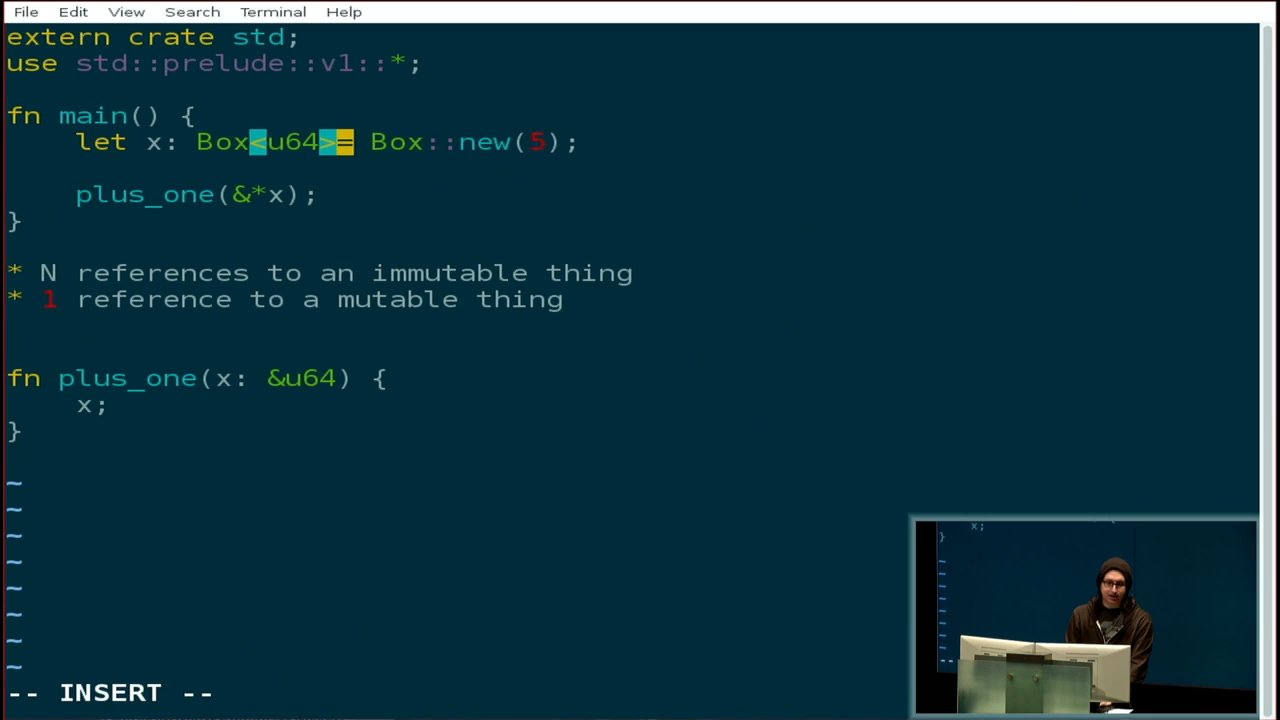 File Edit View Search Terminal Help
extern crate std;
use std::prelude::v1::*;
fn main() {
    let x: Box<u64>= Box::new(5);
    plus_one(&*x);
}
* N references to an immutable thing
* 1 reference to a mutable thing
fn plus_one(x: &u64) {
    x;
}
~
~
~
~
~
~
~
~
-- INSERT --
x;
}
~
~
~
~
~
~
~
--